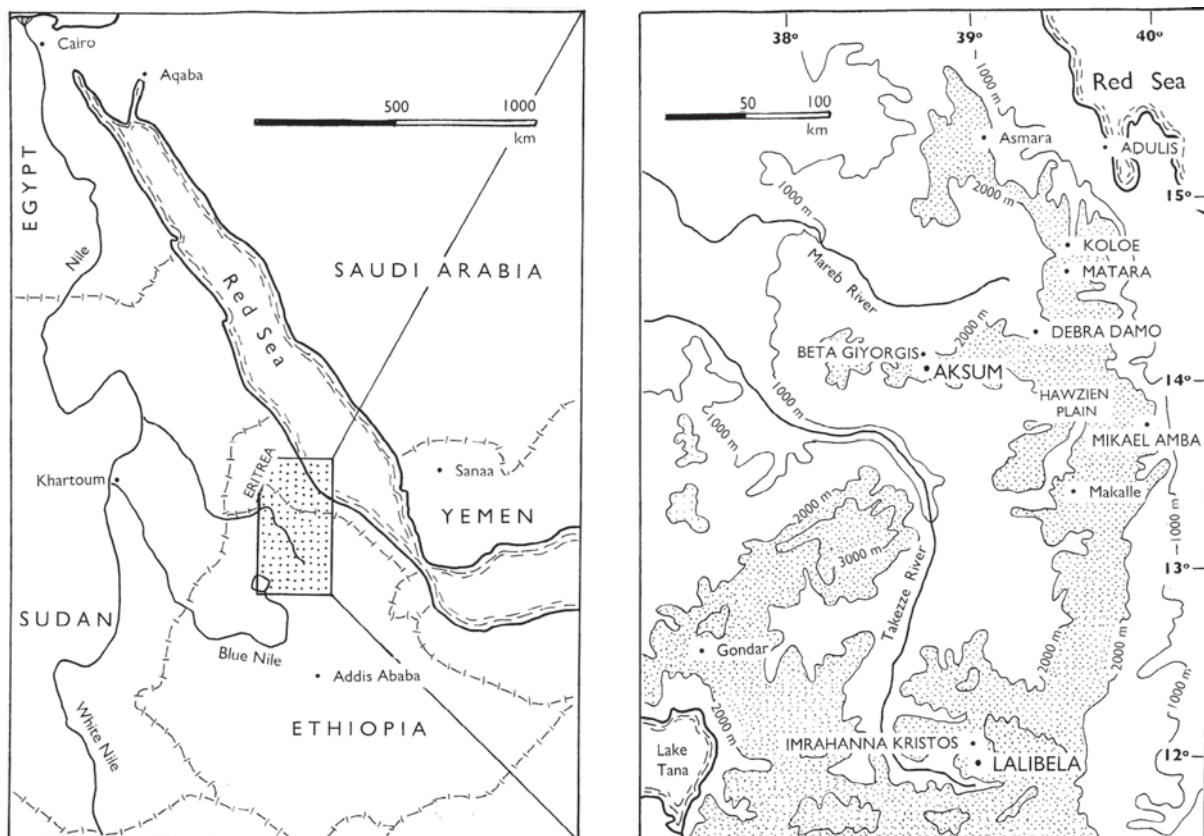 Cairo
Aqaba
500
1000
km
EGYPT
Nile
SAUDI ARABIA
Red Sea
ERITREA
Sanaa
Khartoum
YEMEN
SUDAN
Blue Nile
Addis Ababa
White Nile
ETHIOPIA
38°
39°
40°
50
100
km
1000 m
Red Sea
Asmara
ADULIS
1000 m
2000 m
15°
KOLOE
MATARA
Mareb River
DEBRA DAMO
2000 m
BETA GIYORGIS
AKSUM
14°
1000 m
1000 m
HAWZIEN
PLAIN
MIKAEL AMBA
Makalle
2000 m
1000 m
3000 m
13°
Takezze River
Gondar
2000 m
2000 m
1000 m
2000 m
IMRAHANNA KRISTOS
LALIBELA
12°
Lake
Tana